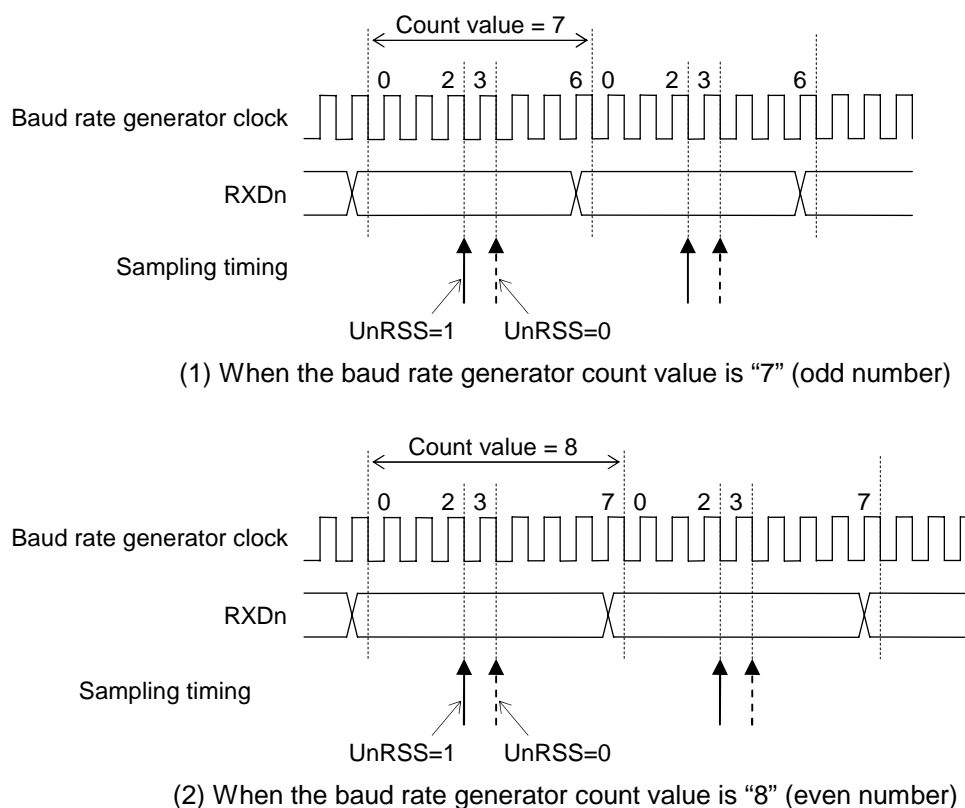 Count value = 7
0 2 3 6 0 2 3 6
Baud rate generator clock
RXDn
Sampling timing
UnRSS=1 UnRSS=0
(1) When the baud rate generator count value is “7” (odd number)
Count value = 8
0 2 3 7 0 2 3 7
Baud rate generator clock
RXDn
Sampling timing
UnRSS=1 UnRSS=0
(2) When the baud rate generator count value is “8” (even number)